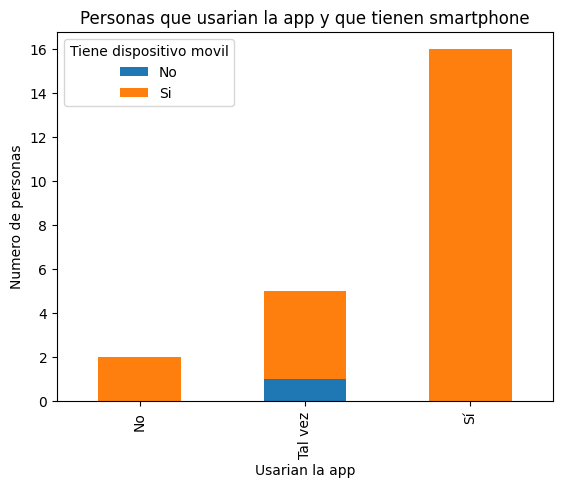 Personas que usarian la app y que tienen smartphone
Tiene dispositivo movil
No
Si
16
14
12
10
8
6
4
2
0
Numero de personas
No
Tal vez
Sí
Usarian la app